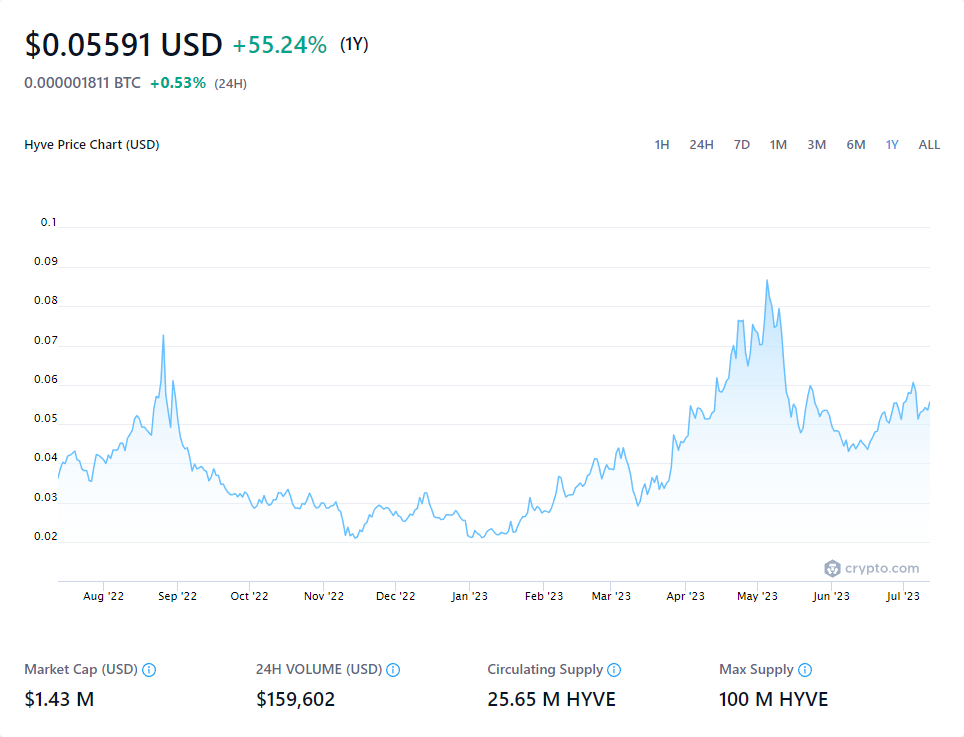 $0.05591 USD +55.24% (1Y)
0.000001811 BTC +0.53% (24H)
Hyve Price Chart (USD) 1H 24H 7D 1M 3M 6M 1Y ALL
0.1
0.09
0.08
0.07
0.06
0.05
0.04
0.03
0.02
crypto.com
Aug '22 Sep '22 Oct '22 Nov '22 Dec '22 Jan '23 Feb '23 Mar '23 Apr '23 May '23 Jun '23 Jul '23
Market Cap (USD) 24H VOLUME (USD) Circulating Supply Max Supply
$1.43 M $159,602 25.65 M HYVE 100 M HYVE